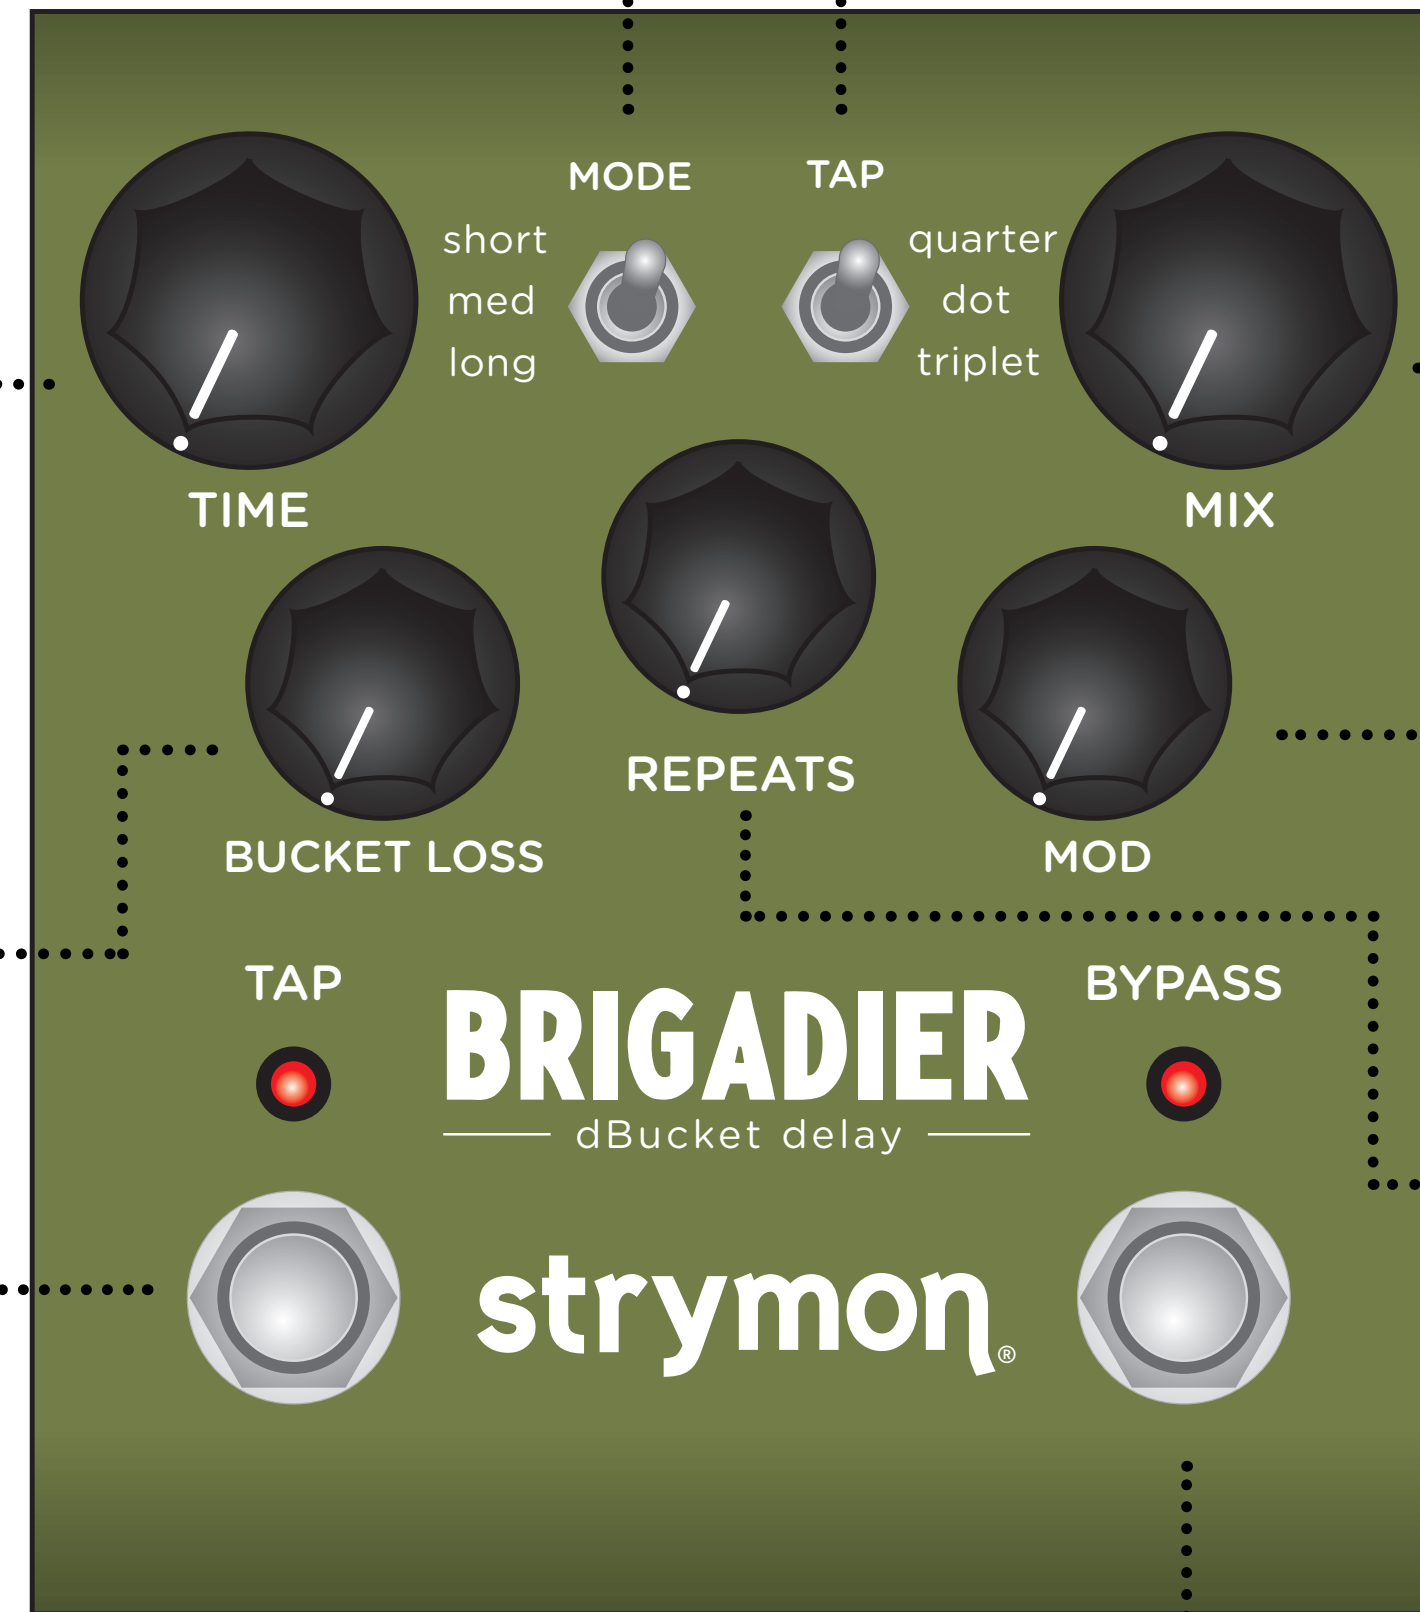 MODE
TAP
short
med
long
quarter
dot
triplet
TIME
MIX
REPEATS
BUCKET LOSS
MOD
TAP
BYPASS
BRIGADIER
dBucket delay
strymon®